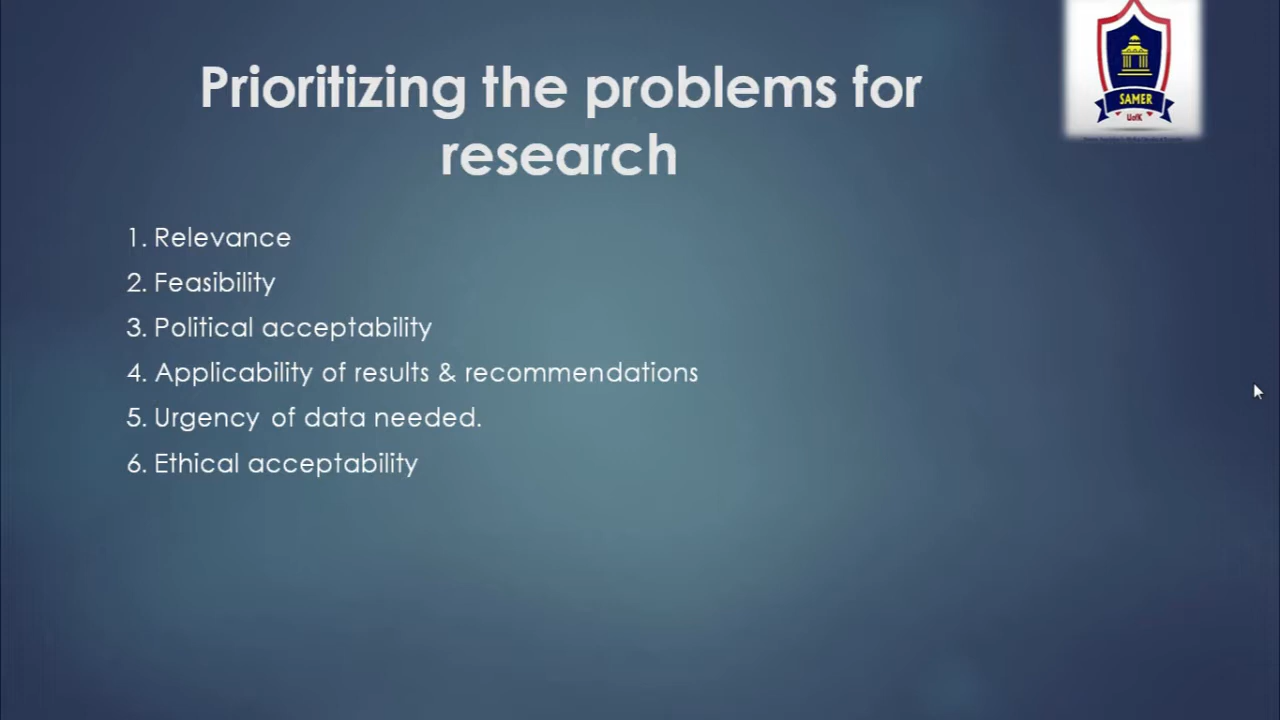 Prioritizing the problems for
research
SAMER
UofK
1. Relevance
2. Feasibility
3. Political acceptability
4. Applicability of results & recommendations
5. Urgency of data needed.
6. Ethical acceptability